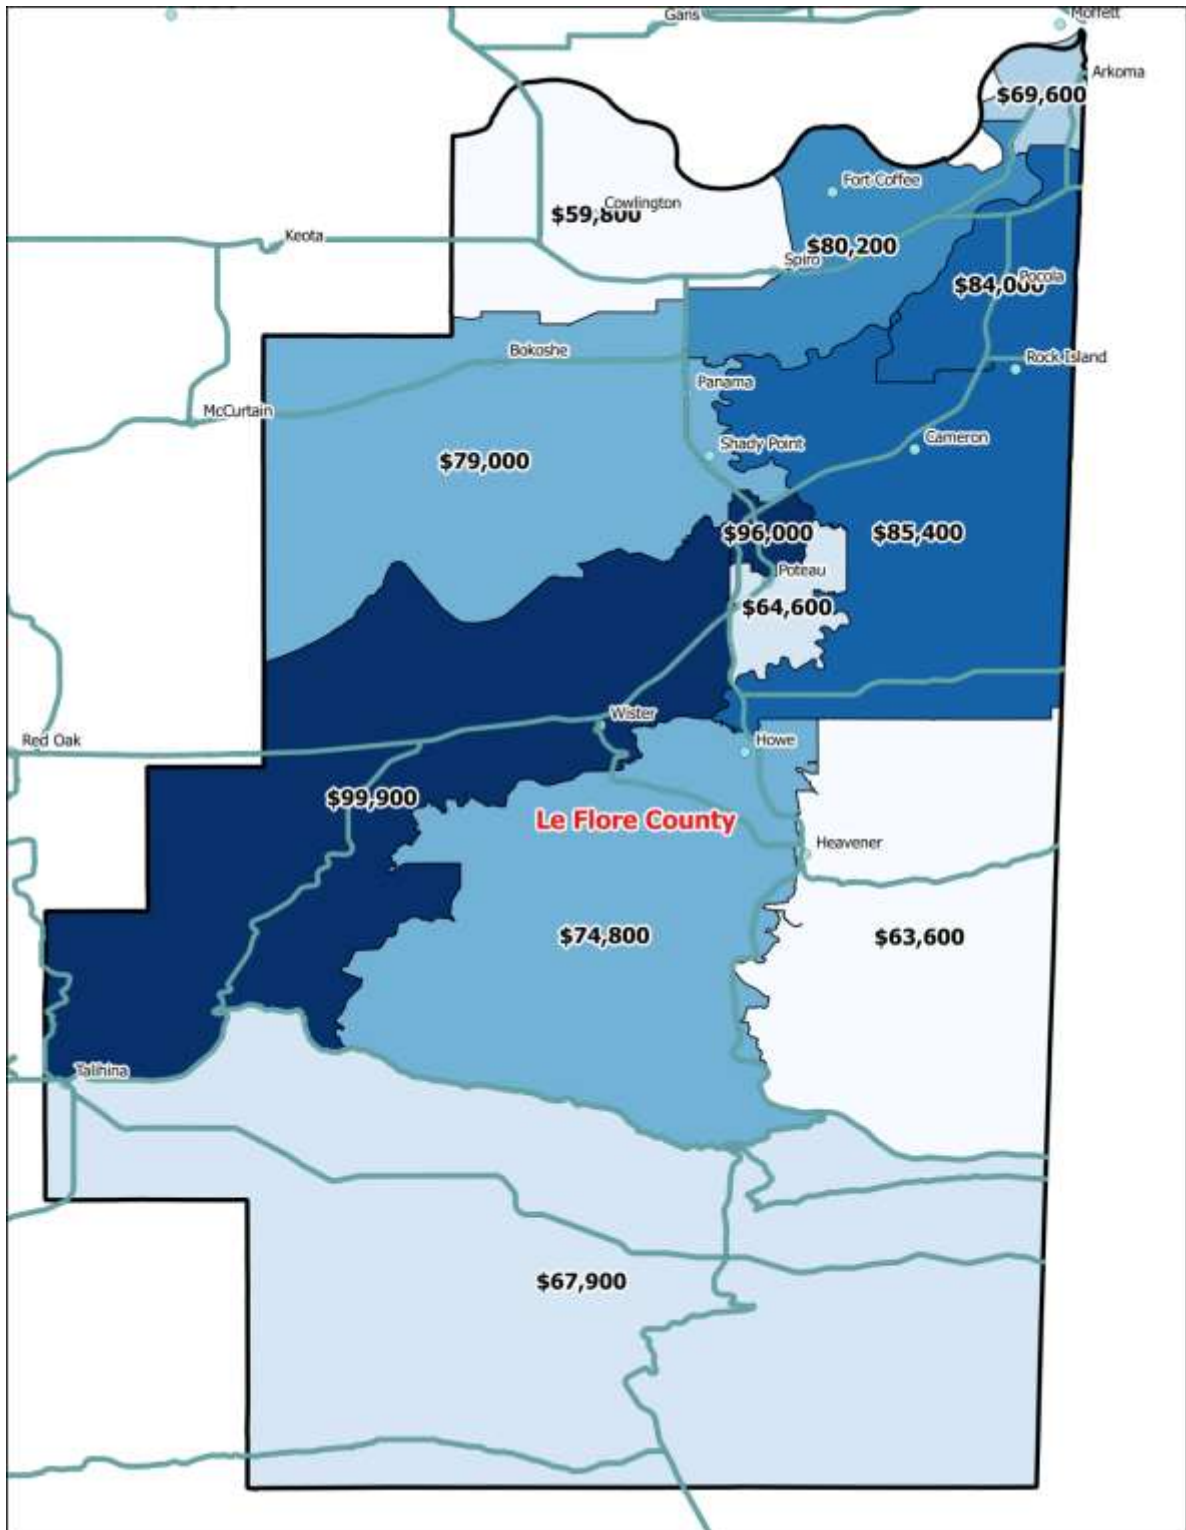 Gans
Moffett
Arkoma
$69,600
Fort Coffee
Cowlington
$59,800
Keota
$80,200
Spiro
Pocola
$84,000
Bokoshe
Rock Island
Panama
McCurtain
Cameron
Shady Point
$79,000
$96,000
$85,400
Poteau
$64,600
Wister
Red Oak
Howe
$99,900
Le Flore County
Heavener
$74,800
$63,600
Talihina
$67,900